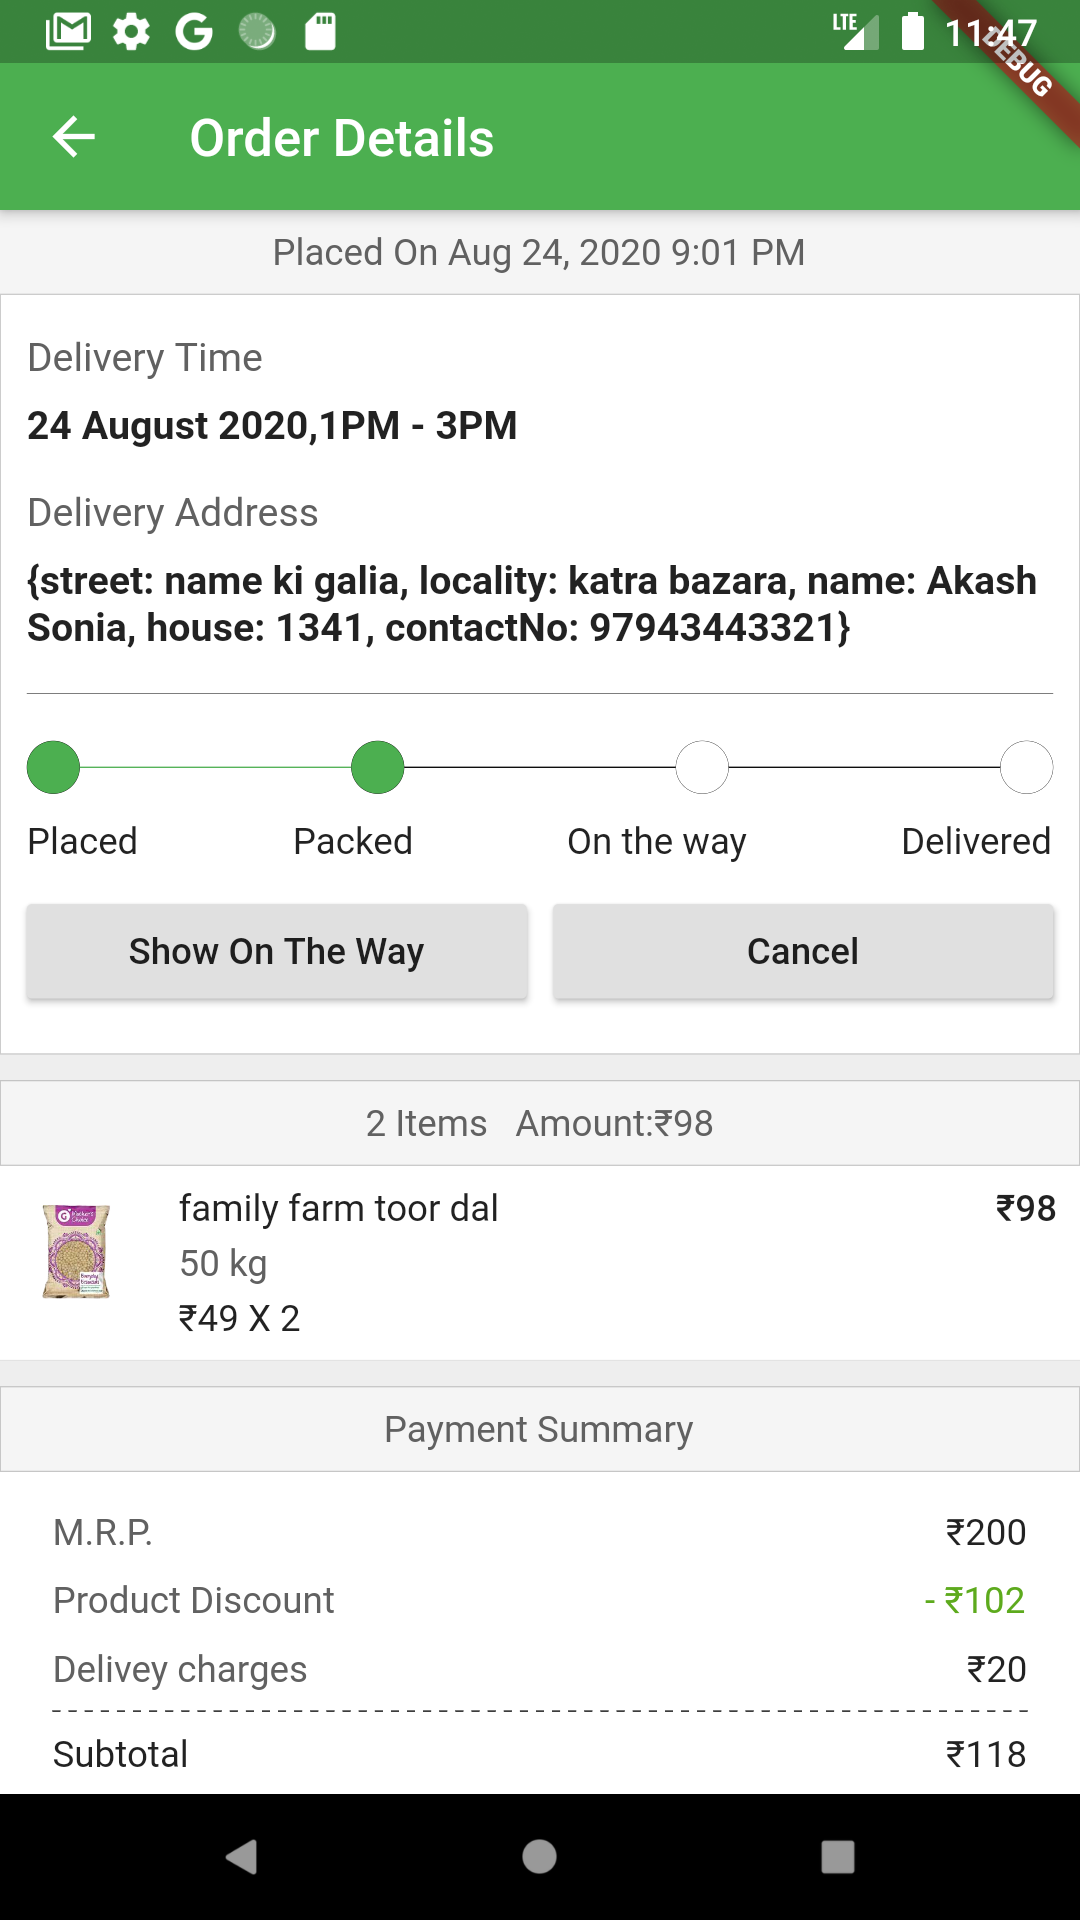 LTE 11:47
DEBUG
Order Details
Placed On Aug 24, 2020 9:01 PM
Delivery Time
24 August 2020,1PM - 3PM
Delivery Address
{street: name ki galia, locality: katra bazara, name: Akash
Sonia, house: 1341, contactNo: 97943443321}
Placed Packed On the way Delivered
Show On The Way Cancel
2 Items Amount:₹98
family farm toor dal ₹98
50 kg
₹49 X 2
Payment Summary
M.R.P. ₹200
Product Discount - ₹102
Delivey charges ₹20
Subtotal ₹118